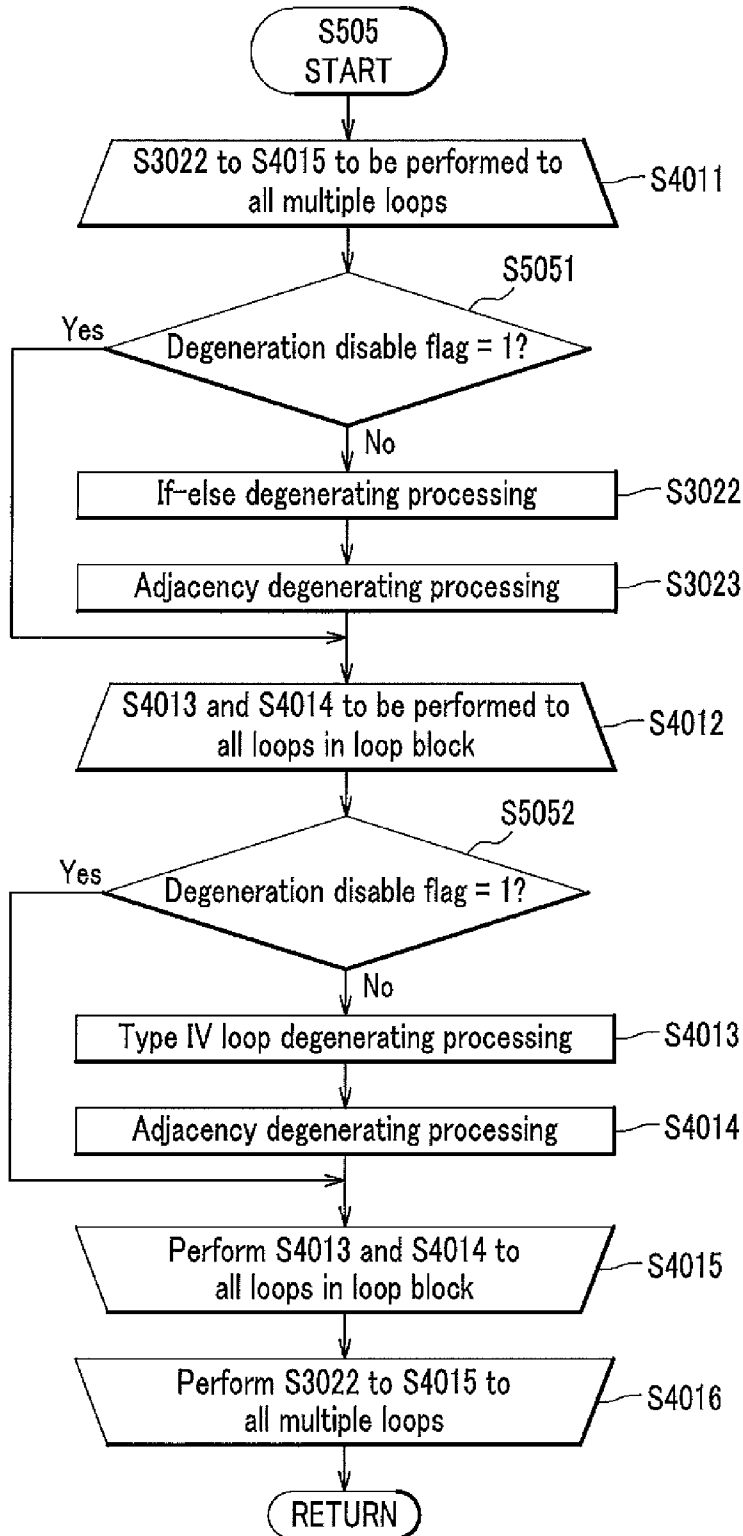 S505
START
S3022 to S4015 to be performed to
all multiple loops
S4011
S5051
Yes
Degeneration disable flag = 1?
No
If-else degenerating processing
S3022
Adjacency degenerating processing
S3023
S4013 and S4014 to be performed to
all loops in loop block
S4012
S5052
Yes
Degeneration disable flag = 1?
No
Type IV loop degenerating processing
S4013
Adjacency degenerating processing
S4014
Perform S4013 and S4014 to
all loops in loop block
S4015
Perform S3022 to S4015 to
all multiple loops
S4016
RETURN